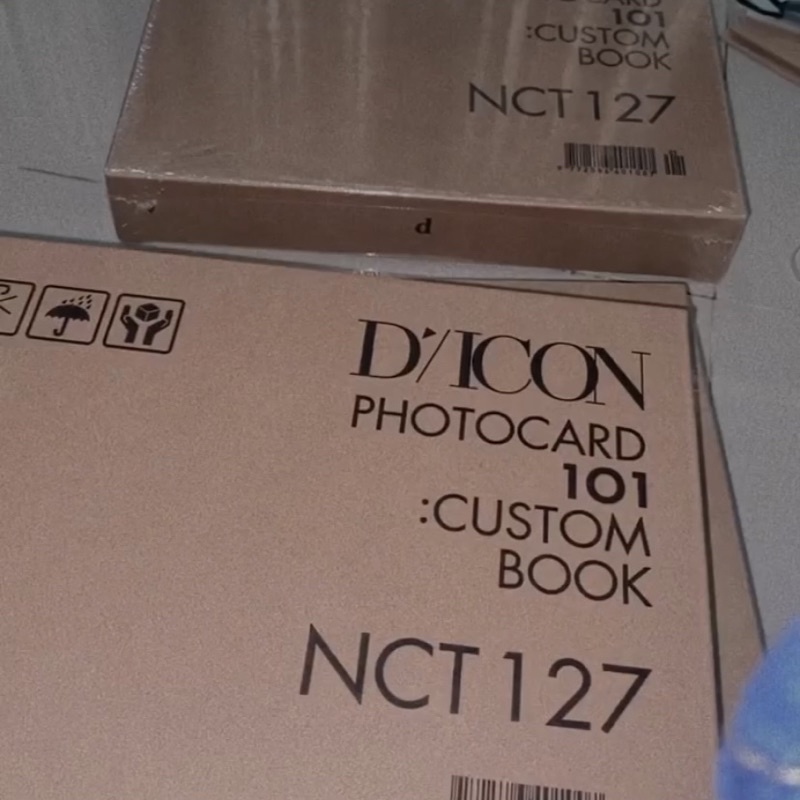 101
:CUSTOM
BOOK
NCT 127
d
D'/ICON
PHOTOCARD
101
:CUSTOM
BOOK
NCT 127